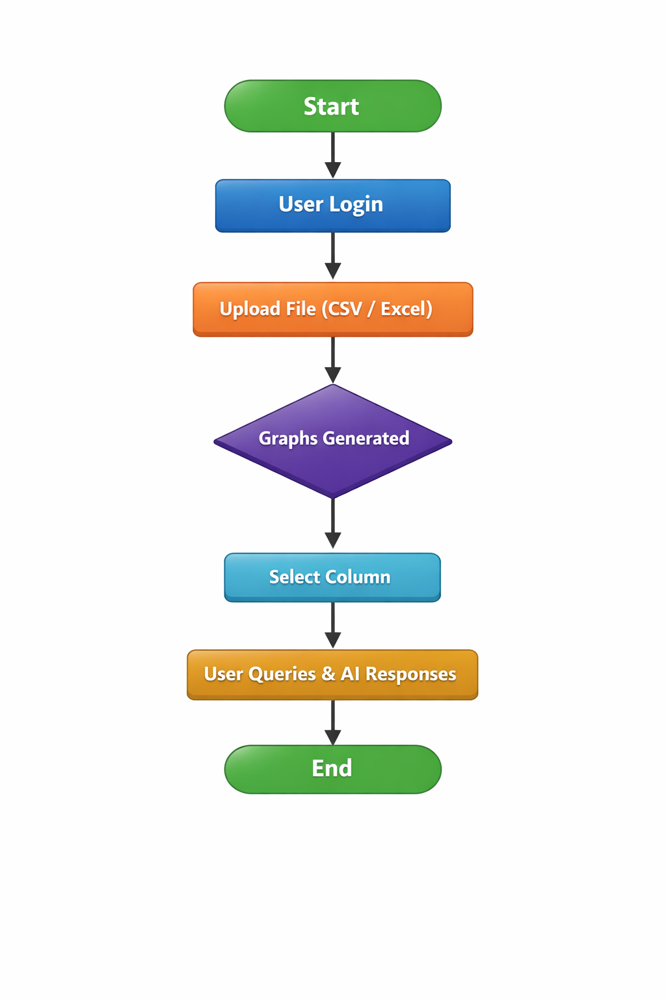 Start
User Login
Upload File (CSV / Excel)
Graphs Generated
Select Column
User Queries & AI Responses
End